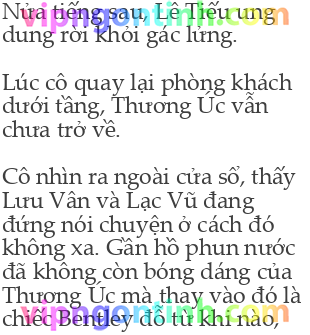 Nửa tiếng sau, Lê Tiếu ung
dung rời khỏi gác lửng.
Lúc cô quay lại phòng khách
dưới tầng, Thương Úc vẫn
chưa trở về.
Cô nhìn ra ngoài cửa sổ, thấy
Lưu Vân và Lạc Vũ đang
đứng nói chuyện ở cách đó
không xa. Gần hồ phun nước
đã không còn bóng dáng của
Thương Úc mà thay vào đó là
chiếc Bentley đỗ từ khi nào,
vipngontinh.com
vipngontinh.com